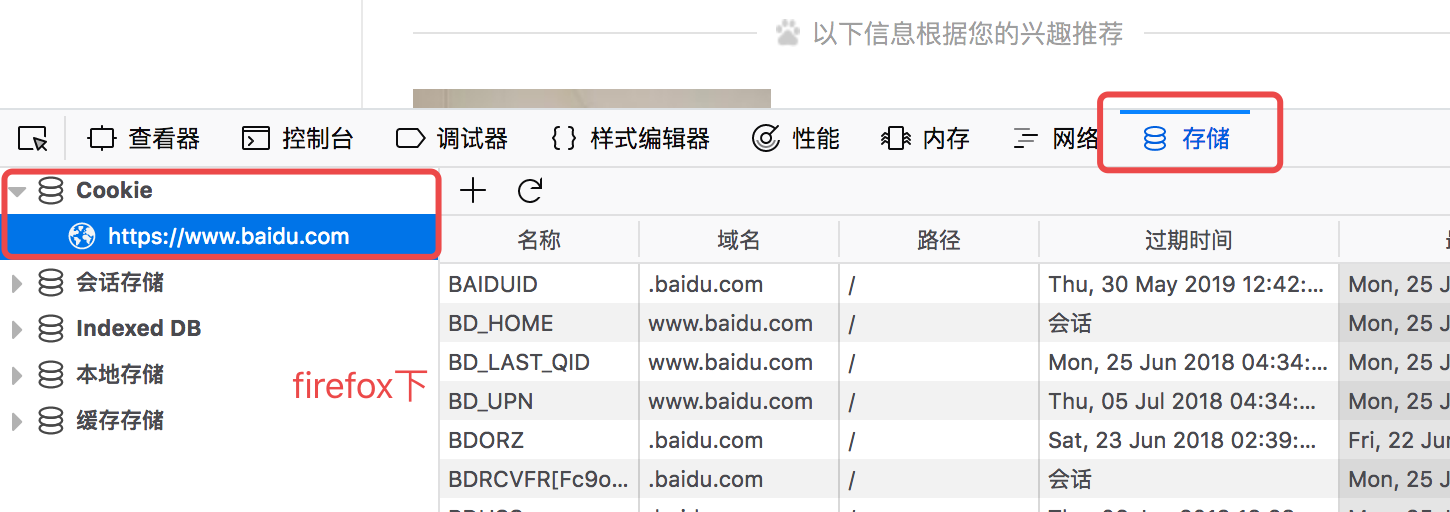 以下信息根据您的兴趣推荐
查看器 控制台 调试器 {} 样式编辑器 性能 内存 网络 存储
Cookie
https://www.baidu.com
会话存储
Indexed DB
本地存储
缓存存储
firefox下
名称 域名 路径 过期时间
BAIDUID .baidu.com / Thu, 30 May 2019 12:42:... Mon, 25 J
BD_HOME www.baidu.com / 会话 Mon, 25 J
BD_LAST_QID www.baidu.com / Mon, 25 Jun 2018 04:34:... Mon, 25 J
BD_UPN www.baidu.com / Thu, 05 Jul 2018 04:34:... Mon, 25 J
BDORZ .baidu.com / Sat, 23 Jun 2018 02:39:... Fri, 22 Jun
BDRCVFR[Fc9o... .baidu.com / 会话 Mon, 25 J